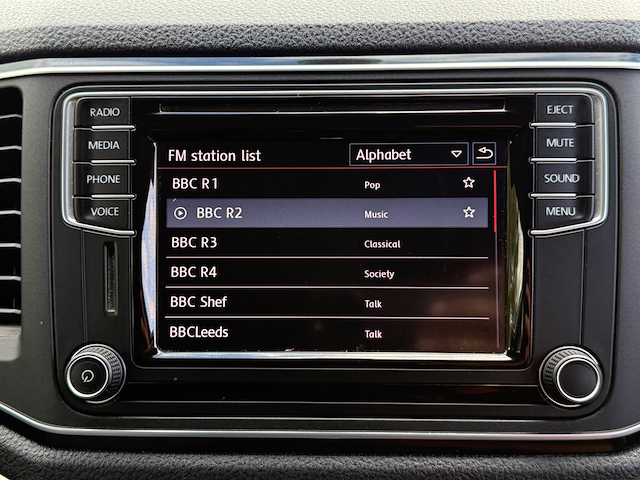 RADIO
MEDIA
PHONE
VOICE
EJECT
MUTE
SOUND
MENU
FM station list Alphabet
BBC R1 Pop
BBC R2 Music
BBC R3 Classical
BBC R4 Society
BBC Shef Talk
BBCLeeds Talk